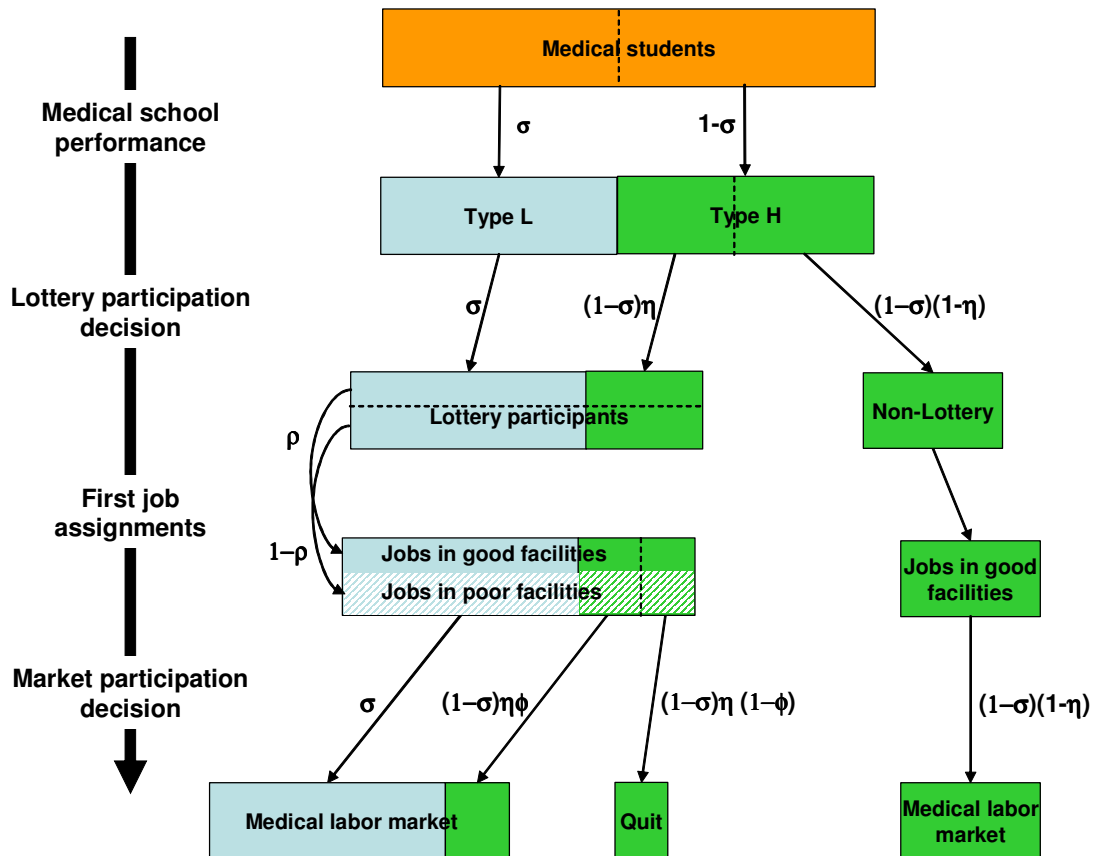 Medical students
Medical school
performance
σ
1-σ
Type L
Type H
Lottery participation
decision
σ
(1−σ)η
(1−σ)(1-η)
Lottery participants
Non-Lottery
ρ
First job
assignments
1−ρ
Jobs in good facilities
Jobs in poor facilities
Jobs in good
facilities
Market participation
decision
σ
(1−σ)ηϕ
(1−σ)η (1−ϕ)
(1−σ)(1-η)
Medical labor market
Quit
Medical labor
market